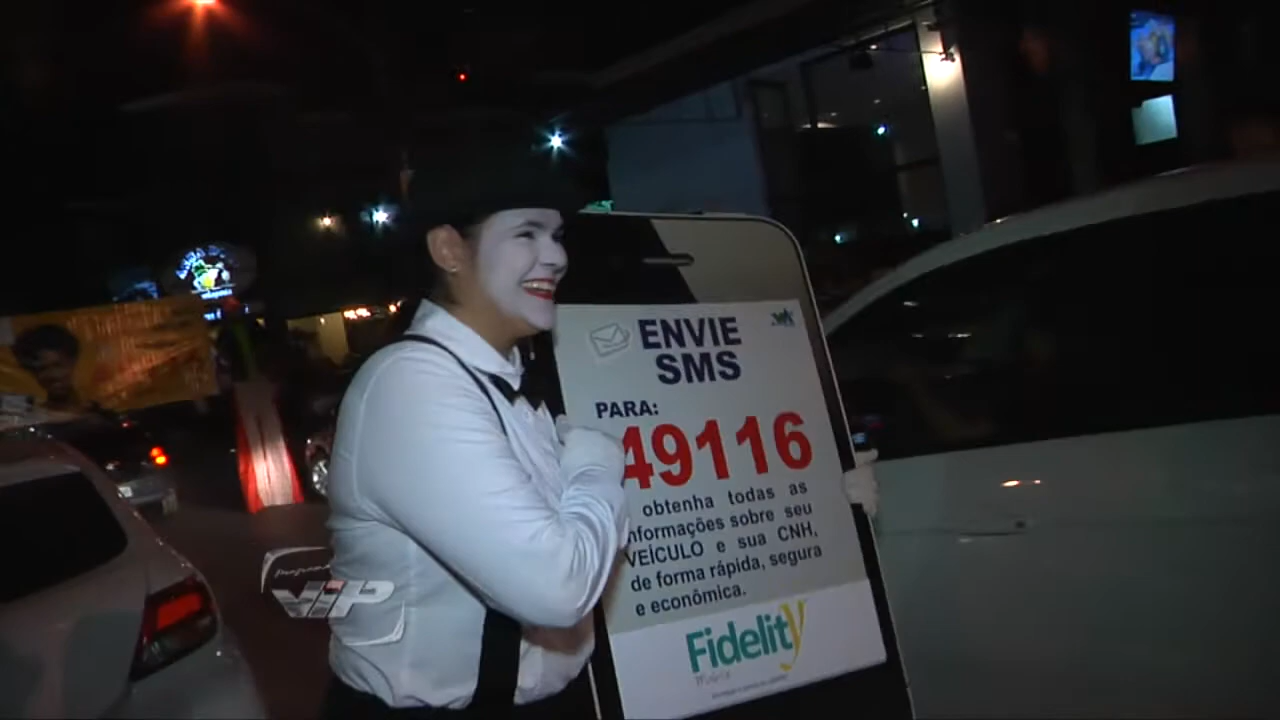 ENVIE
SMS
PARA:
49116
obtenha todas as
informações sobre seu
VEÍCULO e sua CNH,
de forma rápida, segura
e econômica.
Fidelity
Programa
VIP